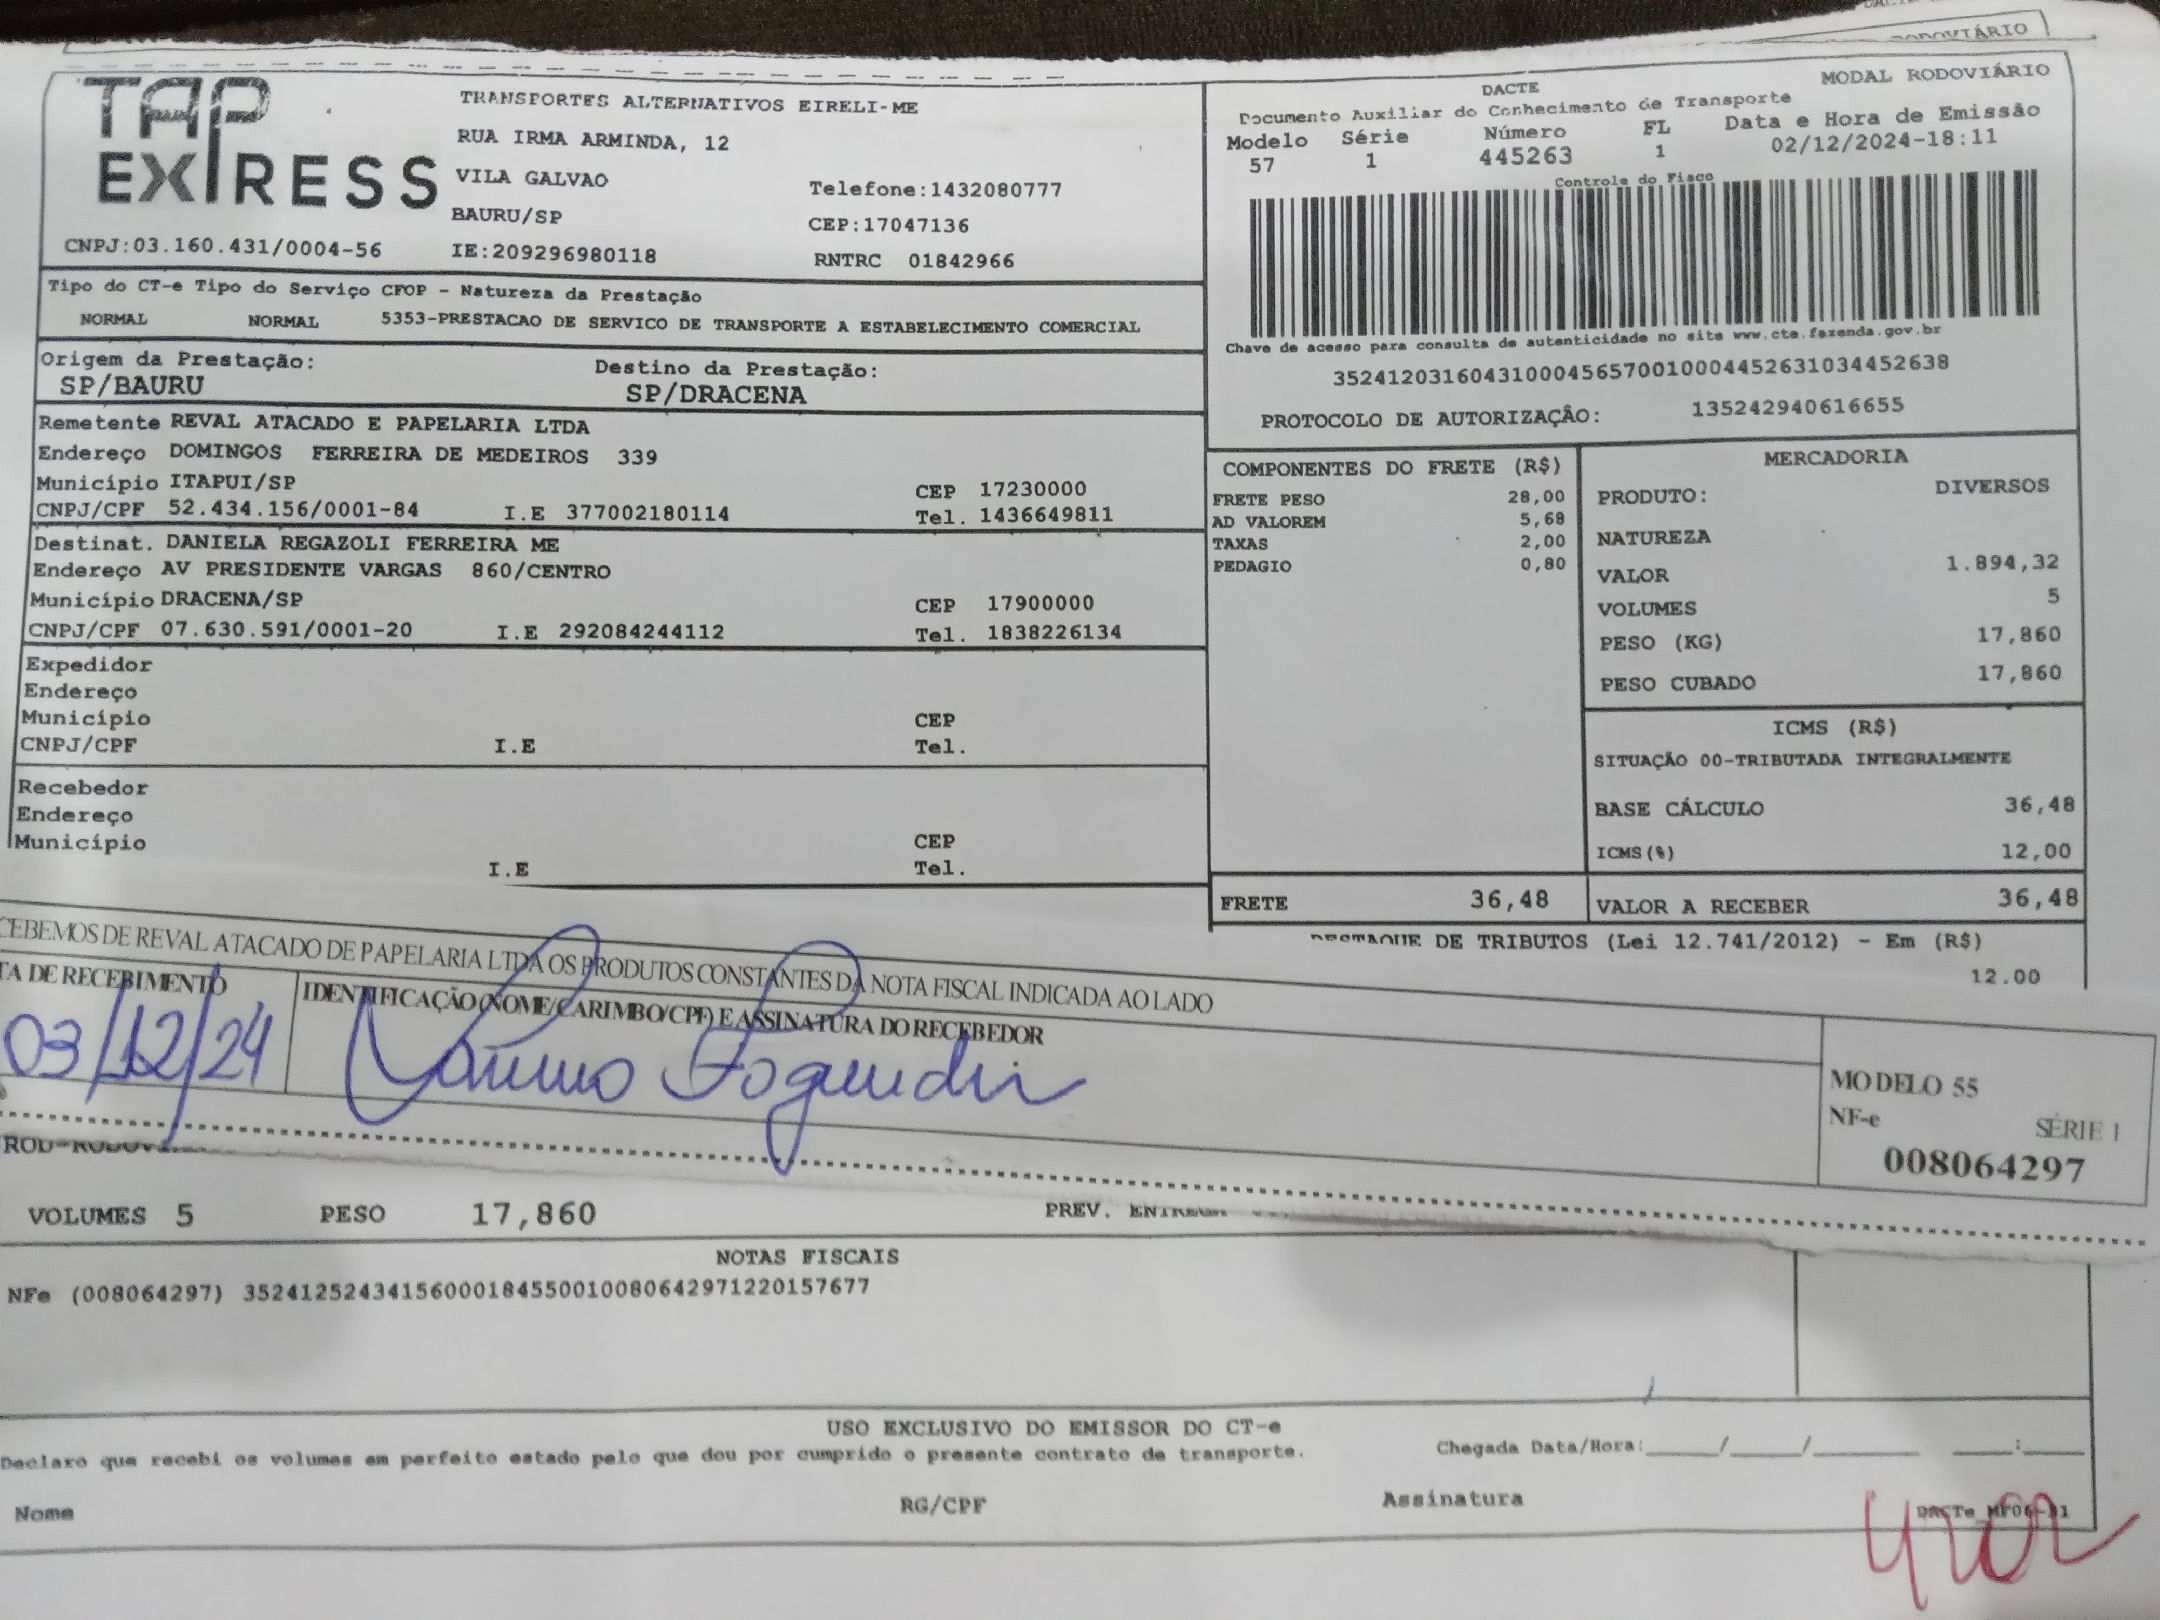 RODOVIÁRIO
TAP EXPRESS
TRANSPORTES ALTERNATIVOS EIRELI-ME
RUA IRMA ARMINDA, 12
VILA GALVAO
Telefone:1432080777
BAURU/SP
CEP:17047136
CNPJ:03.160.431/0004-56
IE:209296980118
RNTRC 01842966
DACTE
MODAL RODOVIÁRIO
Documento Auxiliar do Conhecimento de Transporte
Modelo Série Número FL Data e Hora de Emissão
57 1 445263 1 02/12/2024-18:11
Controle do Fisco
Chave de acesso para consulta de autenticidade no site www.cte.fazenda.gov.br
35241203160431000456570010004452631034452638
PROTOCOLO DE AUTORIZAÇÃO: 135242940616655
Tipo do CT-e Tipo do Serviço CFOP - Natureza da Prestação
NORMAL NORMAL 5353-PRESTACAO DE SERVICO DE TRANSPORTE A ESTABELECIMENTO COMERCIAL
Origem da Prestação: Destino da Prestação:
SP/BAURU SP/DRACENA
Remetente REVAL ATACADO E PAPELARIA LTDA
Endereço DOMINGOS FERREIRA DE MEDEIROS 339
Município ITAPUI/SP CEP 17230000
CNPJ/CPF 52.434.156/0001-84 I.E 377002180114 Tel. 1436649811
Destinat. DANIELA REGAZOLI FERREIRA ME
Endereço AV PRESIDENTE VARGAS 860/CENTRO
Município DRACENA/SP CEP 17900000
CNPJ/CPF 07.630.591/0001-20 I.E 292084244112 Tel. 1838226134
Expedidor
Endereço
Município CEP
CNPJ/CPF I.E Tel.
Recebedor
Endereço
Município CEP
I.E Tel.
COMPONENTES DO FRETE (R$)
FRETE PESO 28,00
AD VALOREM 5,68
TAXAS 2,00
PEDAGIO 0,80
FRETE 36,48
MERCADORIA
PRODUTO: DIVERSOS
NATUREZA
VALOR 1.894,32
VOLUMES 5
PESO (KG) 17,860
PESO CUBADO 17,860
ICMS (R$)
SITUAÇÃO 00-TRIBUTADA INTEGRALMENTE
BASE CÁLCULO 36,48
ICMS(%) 12,00
VALOR A RECEBER 36,48
DESTAQUE DE TRIBUTOS (Lei 12.741/2012) - Em (R$)
12.00
CEBEMOS DE REVAL ATACADO DE PAPELARIA LTDA OS PRODUTOS CONSTANTES DA NOTA FISCAL INDICADA AO LADO
TA DE RECEBIMENTO IDENTIFICAÇÃO (NOME/CARIMBO/CPF) E ASSINATURA DO RECEBEDOR
03/12/24
MODELO 55
NF-e SÉRIE 1
008064297
VOLUMES 5 PESO 17,860 PREV.
NOTAS FISCAIS
NFe (008064297) 35241252434156000184550010080642971220157677
USO EXCLUSIVO DO EMISSOR DO CT-e
Declaro que recebi os volumes em perfeito estado pelo que dou por cumprido o presente contrato de transporte. Chegada Data/Hora:____/____/____ ___:___
Nome RG/CPF Assinatura